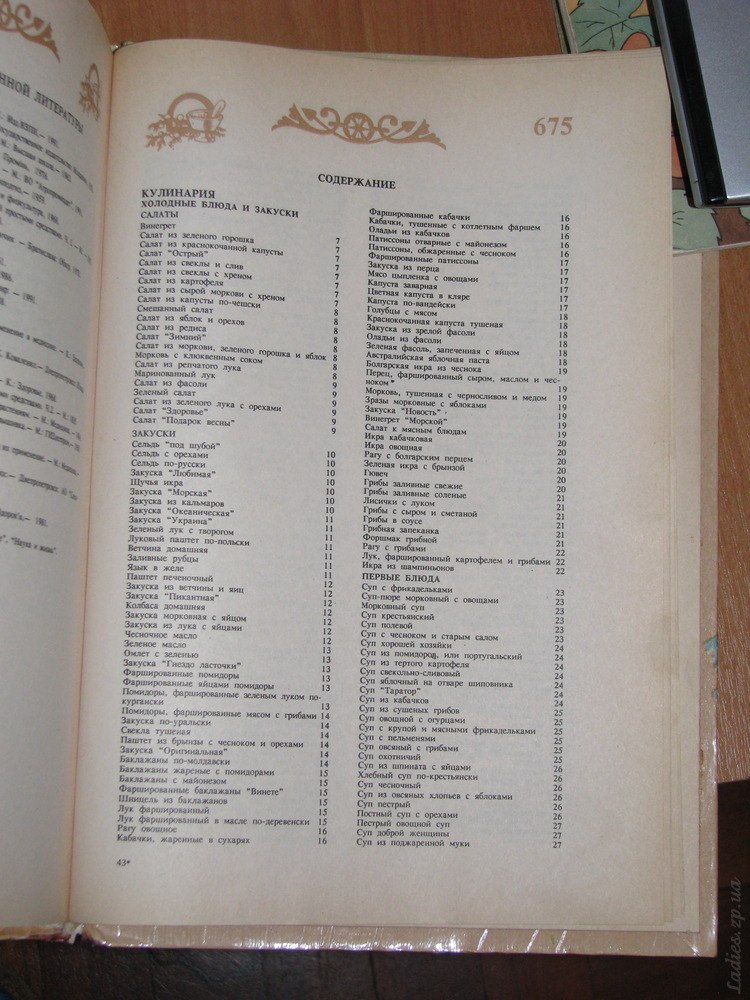 ННОЙ ЛИТЕРАТУРЫ
675
СОДЕРЖАНИЕ
КУЛИНАРИЯ
ХОЛОДНЫЕ БЛЮДА И ЗАКУСКИ
САЛАТЫ
Винегрет 7
Салат из зеленого горошка 7
Салат из краснокочанной капусты 7
Салат "Острый" 7
Салат из свеклы и слив 7
Салат из свеклы с хреном 7
Салат из картофеля 7
Салат из сырой моркови с хреном 7
Салат из капусты по-чешски 8
Смешанный салат 8
Салат из яблок и орехов 8
Салат из редиса 8
Салат "Зимний" 8
Салат из моркови, зеленого горошка и яблок 8
Морковь с клюквенным соком 8
Салат из репчатого лука 8
Маринованный лук 9
Салат из фасоли 9
Зеленый салат 9
Салат из зеленого лука с орехами 9
Салат "Здоровье" 9
Салат "Подарок весны" 9
ЗАКУСКИ
Сельдь "под шубой" 10
Сельдь с орехами 10
Сельдь по-русски 10
Закуска "Любимая" 10
Щучья икра 10
Закуска "Морская" 10
Закуска из кальмаров 10
Закуска "Океаническая" 11
Закуска "Украина" 11
Зеленый лук с творогом 11
Луковый паштет по-польски 11
Ветчина домашняя 11
Заливные рубцы 11
Язык в желе 11
Паштет печеночный 12
Закуска из ветчины и яиц 12
Закуска "Пикантная" 12
Колбаса домашняя 12
Закуска морковная с яйцом 12
Закуска из лука с яйцами 12
Чесночное масло 12
Зеленое масло 13
Омлет с зеленью 13
Закуска "Гнездо ласточки" 13
Фаршированные помидоры 13
Фаршированные яйцами помидоры 13
Помидоры, фаршированные зеленым луком по-
кургански 13
Помидоры, фаршированные мясом с грибами 14
Закуска по-уральски 14
Свекла тушеная 14
Паштет из брынзы с чесноком и орехами 14
Закуска "Оригинальная" 14
Баклажаны по-молдавски 14
Баклажаны жареные с помидорами 15
Баклажаны с майонезом 15
Фаршированные баклажаны "Винете" 15
Шницель из баклажанов 15
Лук фаршированный 15
Лук фаршированный в масле по-деревенски 15
Рагу овощное 16
Кабачки, жаренные в сухарях 16
43*
Фаршированные кабачки 16
Кабачки, тушенные с котлетным фаршем 16
Оладьи из кабачков 16
Патиссоны отварные с майонезом 16
Патиссоны, обжаренные с чесноком 17
Фаршированные патиссоны 17
Закуска из перца 17
Мясо цыпленка с овощами 17
Капуста заварная 17
Цветная капуста в кляре 17
Капуста по-вандейски 18
Голубцы с мясом 18
Краснокочанная капуста тушеная 18
Закуска из зрелой фасоли 18
Оладьи из фасоли 18
Зеленая фасоль, запеченная с яйцом 18
Австралийская яблочная паста
Болгарская икра из чеснока 19
Перец, фаршированный сыром, маслом и чес-
ноком 19
Морковь, тушенная с черносливом и медом 19
Зразы морковные с яблоками 19
Закуска "Новость" 19
Винегрет "Морской" 19
Салат к мясным блюдам 20
Икра кабачковая 20
Икра овощная 20
Рагу с болгарским перцем 20
Зеленая икра с брынзой 20
Гювеч 20
Грибы заливные свежие 21
Грибы заливные соленые 21
Лисички с луком 21
Грибы с сыром и сметаной 21
Грибы в соусе 21
Грибная запеканка 21
Форшмак грибной 22
Рагу с грибами
Лук, фаршированный картофелем и грибами 22
Икра из шампиньонов 22
ПЕРВЫЕ БЛЮДА
Суп с фрикадельками 23
Суп-пюре морковный с овощами 23
Морковный суп 23
Суп крестьянский 23
Суп полевой 23
Суп с чесноком и старым салом 23
Суп хорошей хозяйки 24
Суп из помидоров, или португальский 24
Суп из тертого картофеля 24
Суп свекольно-сливовый 24
Суп яблочный на отваре шиповника 24
Суп "Таратор" 24
Суп из кабачков 24
Суп из сушеных грибов 25
Суп овощной с огурцами 25
Суп с крупой и мясными фрикадельками 25
Суп с пельменями 25
Суп овсяный с грибами 25
Суп охотничий 25
Суп из шпината с яйцами 26
Хлебный суп по-крестьянски 26
Суп чесночный 26
Суп из овсяных хлопьев с яблоками 26
Суп пестрый 26
Постный суп с орехами 26
Пестрый овощной суп 27
Суп доброй женщины 27
Суп из поджаренной муки 27
Ladies.zp.ua